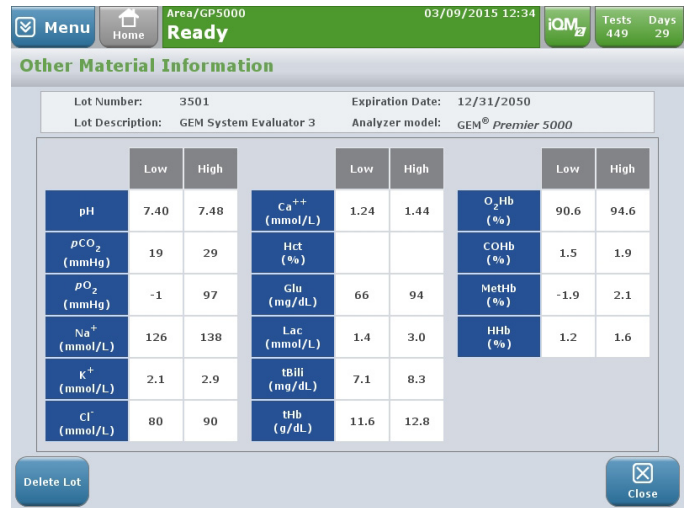 Menu
Home
Area/GP5000
Ready
03/09/2015 12:34
iQM2
Tests Days
449 29
Other Material Information
Lot Number: 3501 Expiration Date: 12/31/2050
Lot Description: GEM System Evaluator 3 Analyzer model: GEM® Premier 5000
Low High Low High Low High
pH 7.40 7.48 Ca++ (mmol/L) 1.24 1.44 O2Hb (%) 90.6 94.6
pCO2 (mmHg) 19 29 Hct (%) COHb (%) 1.5 1.9
pO2 (mmHg) -1 97 Glu (mg/dL) 66 94 MetHb (%) -1.9 2.1
Na+ (mmol/L) 126 138 Lac (mmol/L) 1.4 3.0 HHb (%) 1.2 1.6
K+ (mmol/L) 2.1 2.9 tBili (mg/dL) 7.1 8.3
Cl- (mmol/L) 80 90 tHb (g/dL) 11.6 12.8
Delete Lot
Close